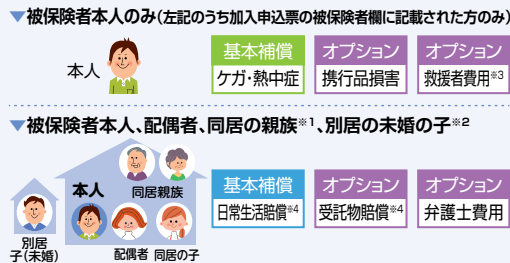 ▼被保険者本人のみ(左記のうち加入申込票の被保険者欄に記載された方のみ)
本人
基本補償
ケガ・熱中症
オプション
携行品損害
オプション
救援者費用※3
▼被保険者本人、配偶者、同居の親族※1、別居の未婚の子※2
本人
同居親族
別居
子(未婚)
配偶者
同居の子
基本補償
日常生活賠償※4
オプション
受託物賠償※4
オプション
弁護士費用